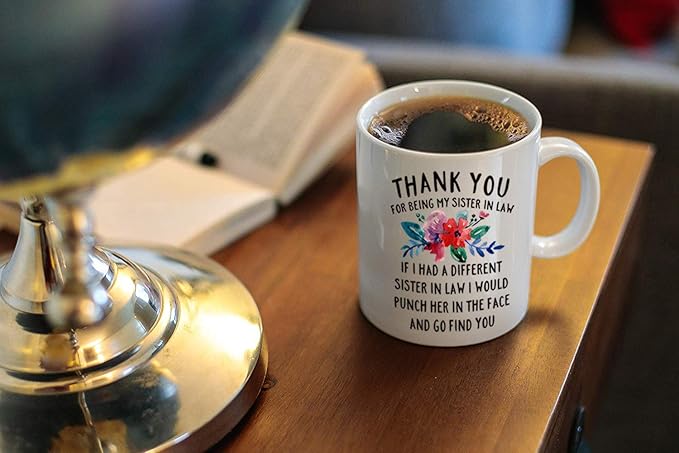 THANK YOU
FOR BEING MY SISTER IN LAW
IF I HAD A DIFFERENT
SISTER IN LAW I WOULD
PUNCH HER IN THE FACE
AND GO FIND YOU